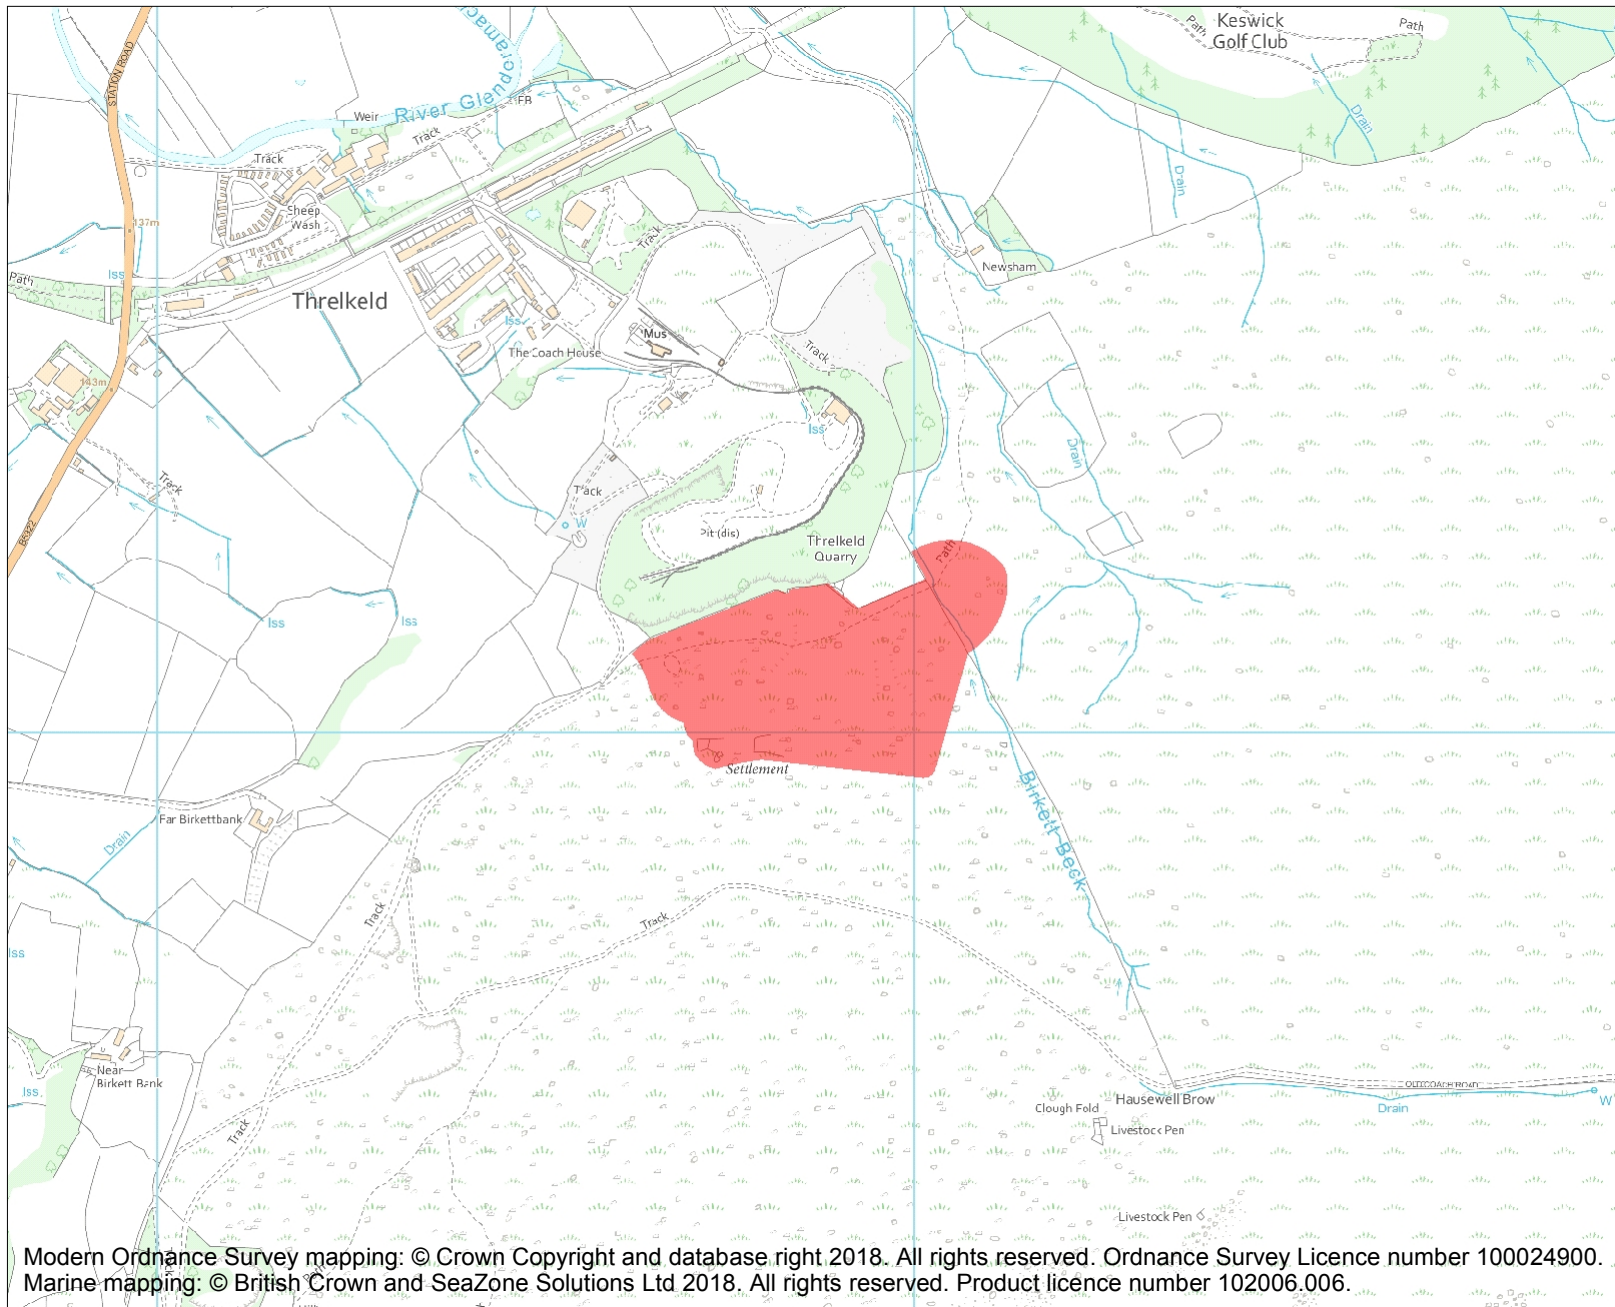 Keswick
Golf Club
Path
Path
STATION ROAD
River Glenderamac
FB
Weir
Track
Track
Drain
Drain
Sheep
Wash
137m
Iss
Path
Track
Newsham
Threlkeld
Iss
Mus
The Coach House
Track
143m
Iss
Drain
Track
Track
W
Pit (dis)
Threlkeld
Quarry
B5322
Path
Iss
Iss
Settlement
Birkett Beck
Far Birkettbank
Drain
Track
Track
Iss
Near
Birkett Bank
Iss
OUTCOACH ROAD
Hausewell Brow
Drain
W
Clough Fold
Livestock Pen
Track
Livestock Pen
Modern Ordnance Survey mapping: © Crown Copyright and database right 2018. All rights reserved. Ordnance Survey Licence number 100024900.
Marine mapping: © British Crown and SeaZone Solutions Ltd 2018. All rights reserved. Product licence number 102006.006.